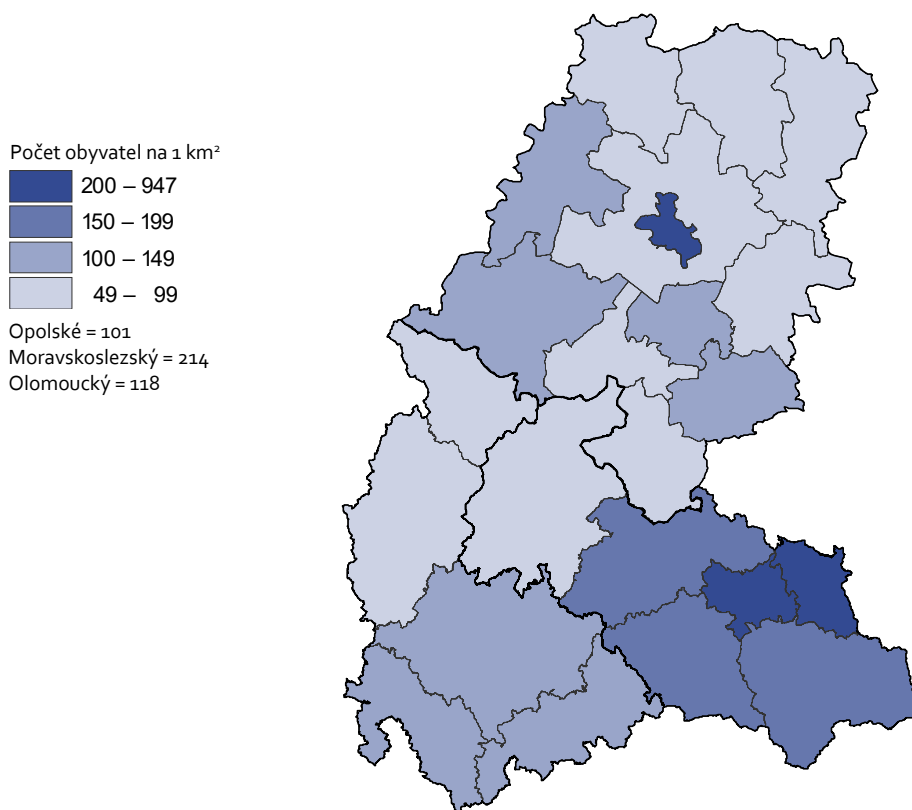 Počet obyvatel na 1 km²
200 – 947
150 – 199
100 – 149
49 – 99
Opolské = 101
Moravskoslezský = 214
Olomoucký = 118